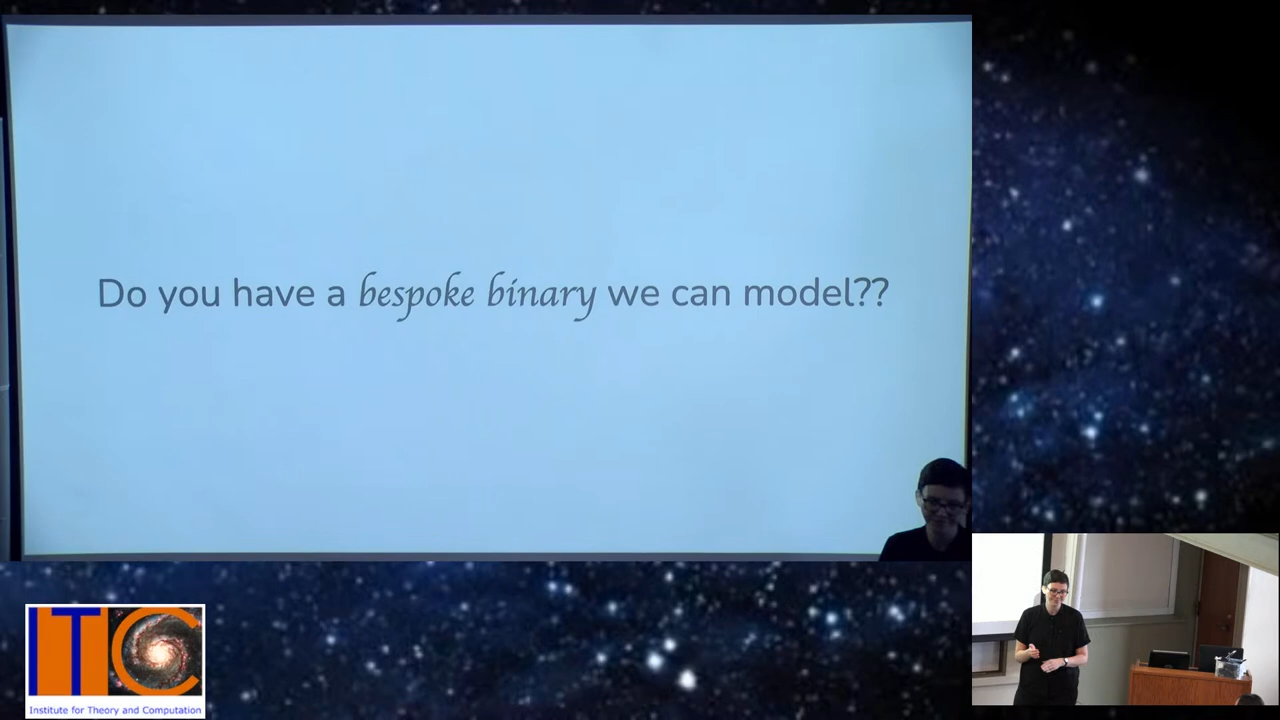 Do you have a bespoke binary we can model??
ITC
Institute for Theory and Computation